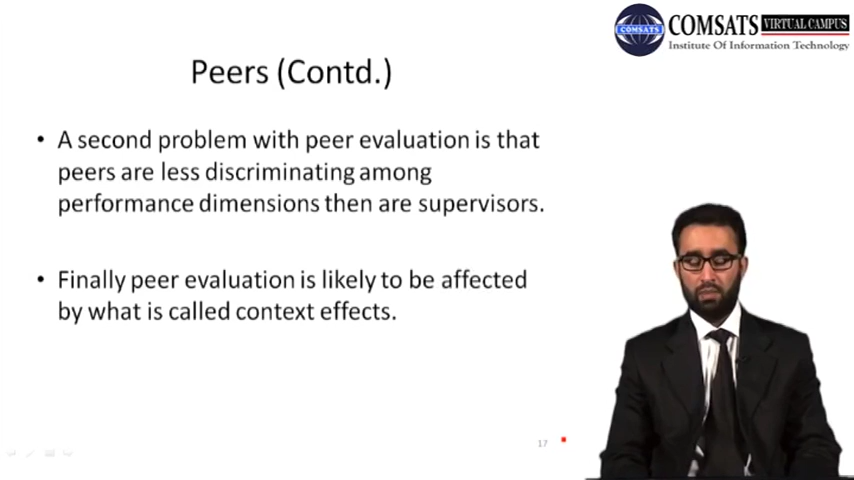 COMSATS
COMSATS VIRTUAL CAMPUS
Institute Of Information Technology
Peers (Contd.)
• A second problem with peer evaluation is that
peers are less discriminating among
performance dimensions then are supervisors.
• Finally peer evaluation is likely to be affected
by what is called context effects.
17